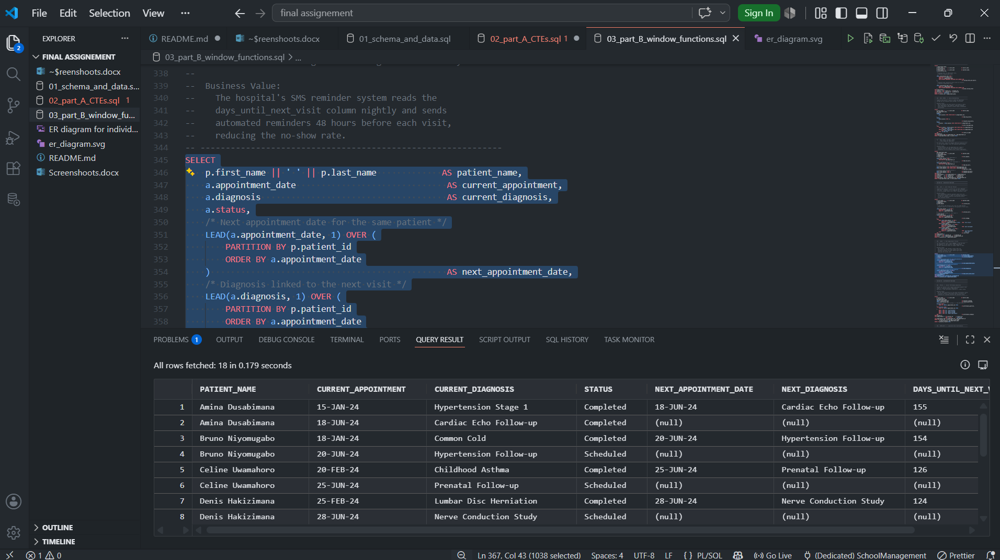 File Edit Selection View ··· final assignement Sign In
EXPLORER ···
README.md ~$reenshoots.docx 01_schema_and_data.sql 02_part_A_CTEs.sql 1 03_part_B_window_functions.sql er_diagram.svg ···
2
FINAL ASSIGNEMENT
~$reenshoots.docx
01_schema_and_data.s...
02_part_A_CTEs.sql 1
03_part_B_window_fu...
ER diagram for individ...
er_diagram.svg
README.md
Screenshoots.docx
OUTLINE
TIMELINE
03_part_B_window_functions.sql > ...
338 --
339 -- Business Value:
340 -- The hospital's SMS reminder system reads the
341 -- days_until_next_visit column nightly and sends
342 -- automated reminders 48 hours before each visit,
343 -- reducing the no-show rate.
344 -- ------------------------------------------------------------
345 SELECT
346 p.first_name || ' ' || p.last_name AS patient_name,
347 a.appointment_date AS current_appointment,
348 a.diagnosis AS current_diagnosis,
349 a.status,
350 /* Next appointment date for the same patient */
351 LEAD(a.appointment_date, 1) OVER (
352 PARTITION BY p.patient_id
353 ORDER BY a.appointment_date
354 ) AS next_appointment_date,
355 /* Diagnosis linked to the next visit */
356 LEAD(a.diagnosis, 1) OVER (
357 PARTITION BY p.patient_id
358 ORDER BY a.appointment_date
PROBLEMS 1 OUTPUT DEBUG CONSOLE TERMINAL PORTS QUERY RESULT SCRIPT OUTPUT SQL HISTORY TASK MONITOR
All rows fetched: 18 in 0.179 seconds
PATIENT_NAME CURRENT_APPOINTMENT CURRENT_DIAGNOSIS STATUS NEXT_APPOINTMENT_DATE NEXT_DIAGNOSIS DAYS_UNTIL_NEXT_V
1 Amina Dusabimana 15-JAN-24 Hypertension Stage 1 Completed 18-JUN-24 Cardiac Echo Follow-up 155
2 Amina Dusabimana 18-JUN-24 Cardiac Echo Follow-up Completed (null) (null) (null)
3 Bruno Niyomugabo 18-JAN-24 Common Cold Completed 20-JUN-24 Hypertension Follow-up 154
4 Bruno Niyomugabo 20-JUN-24 Hypertension Follow-up Scheduled (null) (null) (null)
5 Celine Uwamahoro 20-FEB-24 Childhood Asthma Completed 25-JUN-24 Prenatal Follow-up 126
6 Celine Uwamahoro 25-JUN-24 Prenatal Follow-up Scheduled (null) (null) (null)
7 Denis Hakizimana 25-FEB-24 Lumbar Disc Herniation Completed 28-JUN-24 Nerve Conduction Study 124
8 Denis Hakizimana 28-JUN-24 Nerve Conduction Study Scheduled (null) (null) (null)
1 0 Ln 367, Col 43 (1038 selected) Spaces: 4 UTF-8 LF { } PL/SQL Go Live (Dedicated) SchoolManagement Prettier